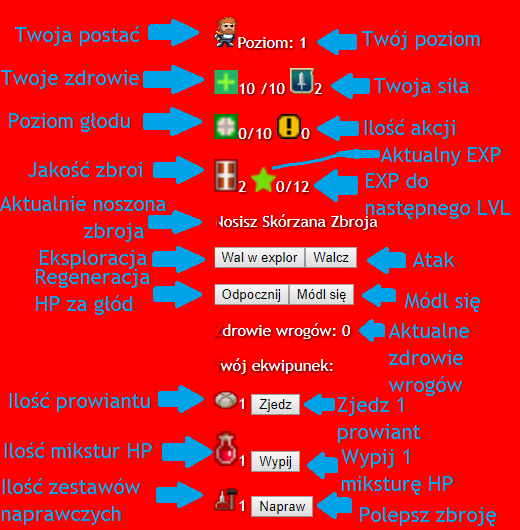 Twoja postać
Poziom: 1
Twój poziom
Twoje zdrowie
10 /10
2
Twoja siła
Poziom głodu
0/10
0
Ilość akcji
Jakość zbroi
2
0/12
Aktualny EXP
EXP do
następnego LVL
Aktualnie noszona
zbroja
Nosisz Skórzana Zbroja
Eksploracja
Wal w explor
Walcz
Atak
Regeneracja
HP za głód
Odpocznij
Módl się
Módl się
zdrowie wrogów: 0
Aktualne
zdrowie
wrogów
wój ekwipunek:
Ilość prowiantu
1
Zjedz
Zjedz 1
prowiant
Ilość mikstur HP
1
Wypij
Wypij 1
miksturę HP
Ilość zestawów
naprawczych
1
Napraw
Polepsz zbroję